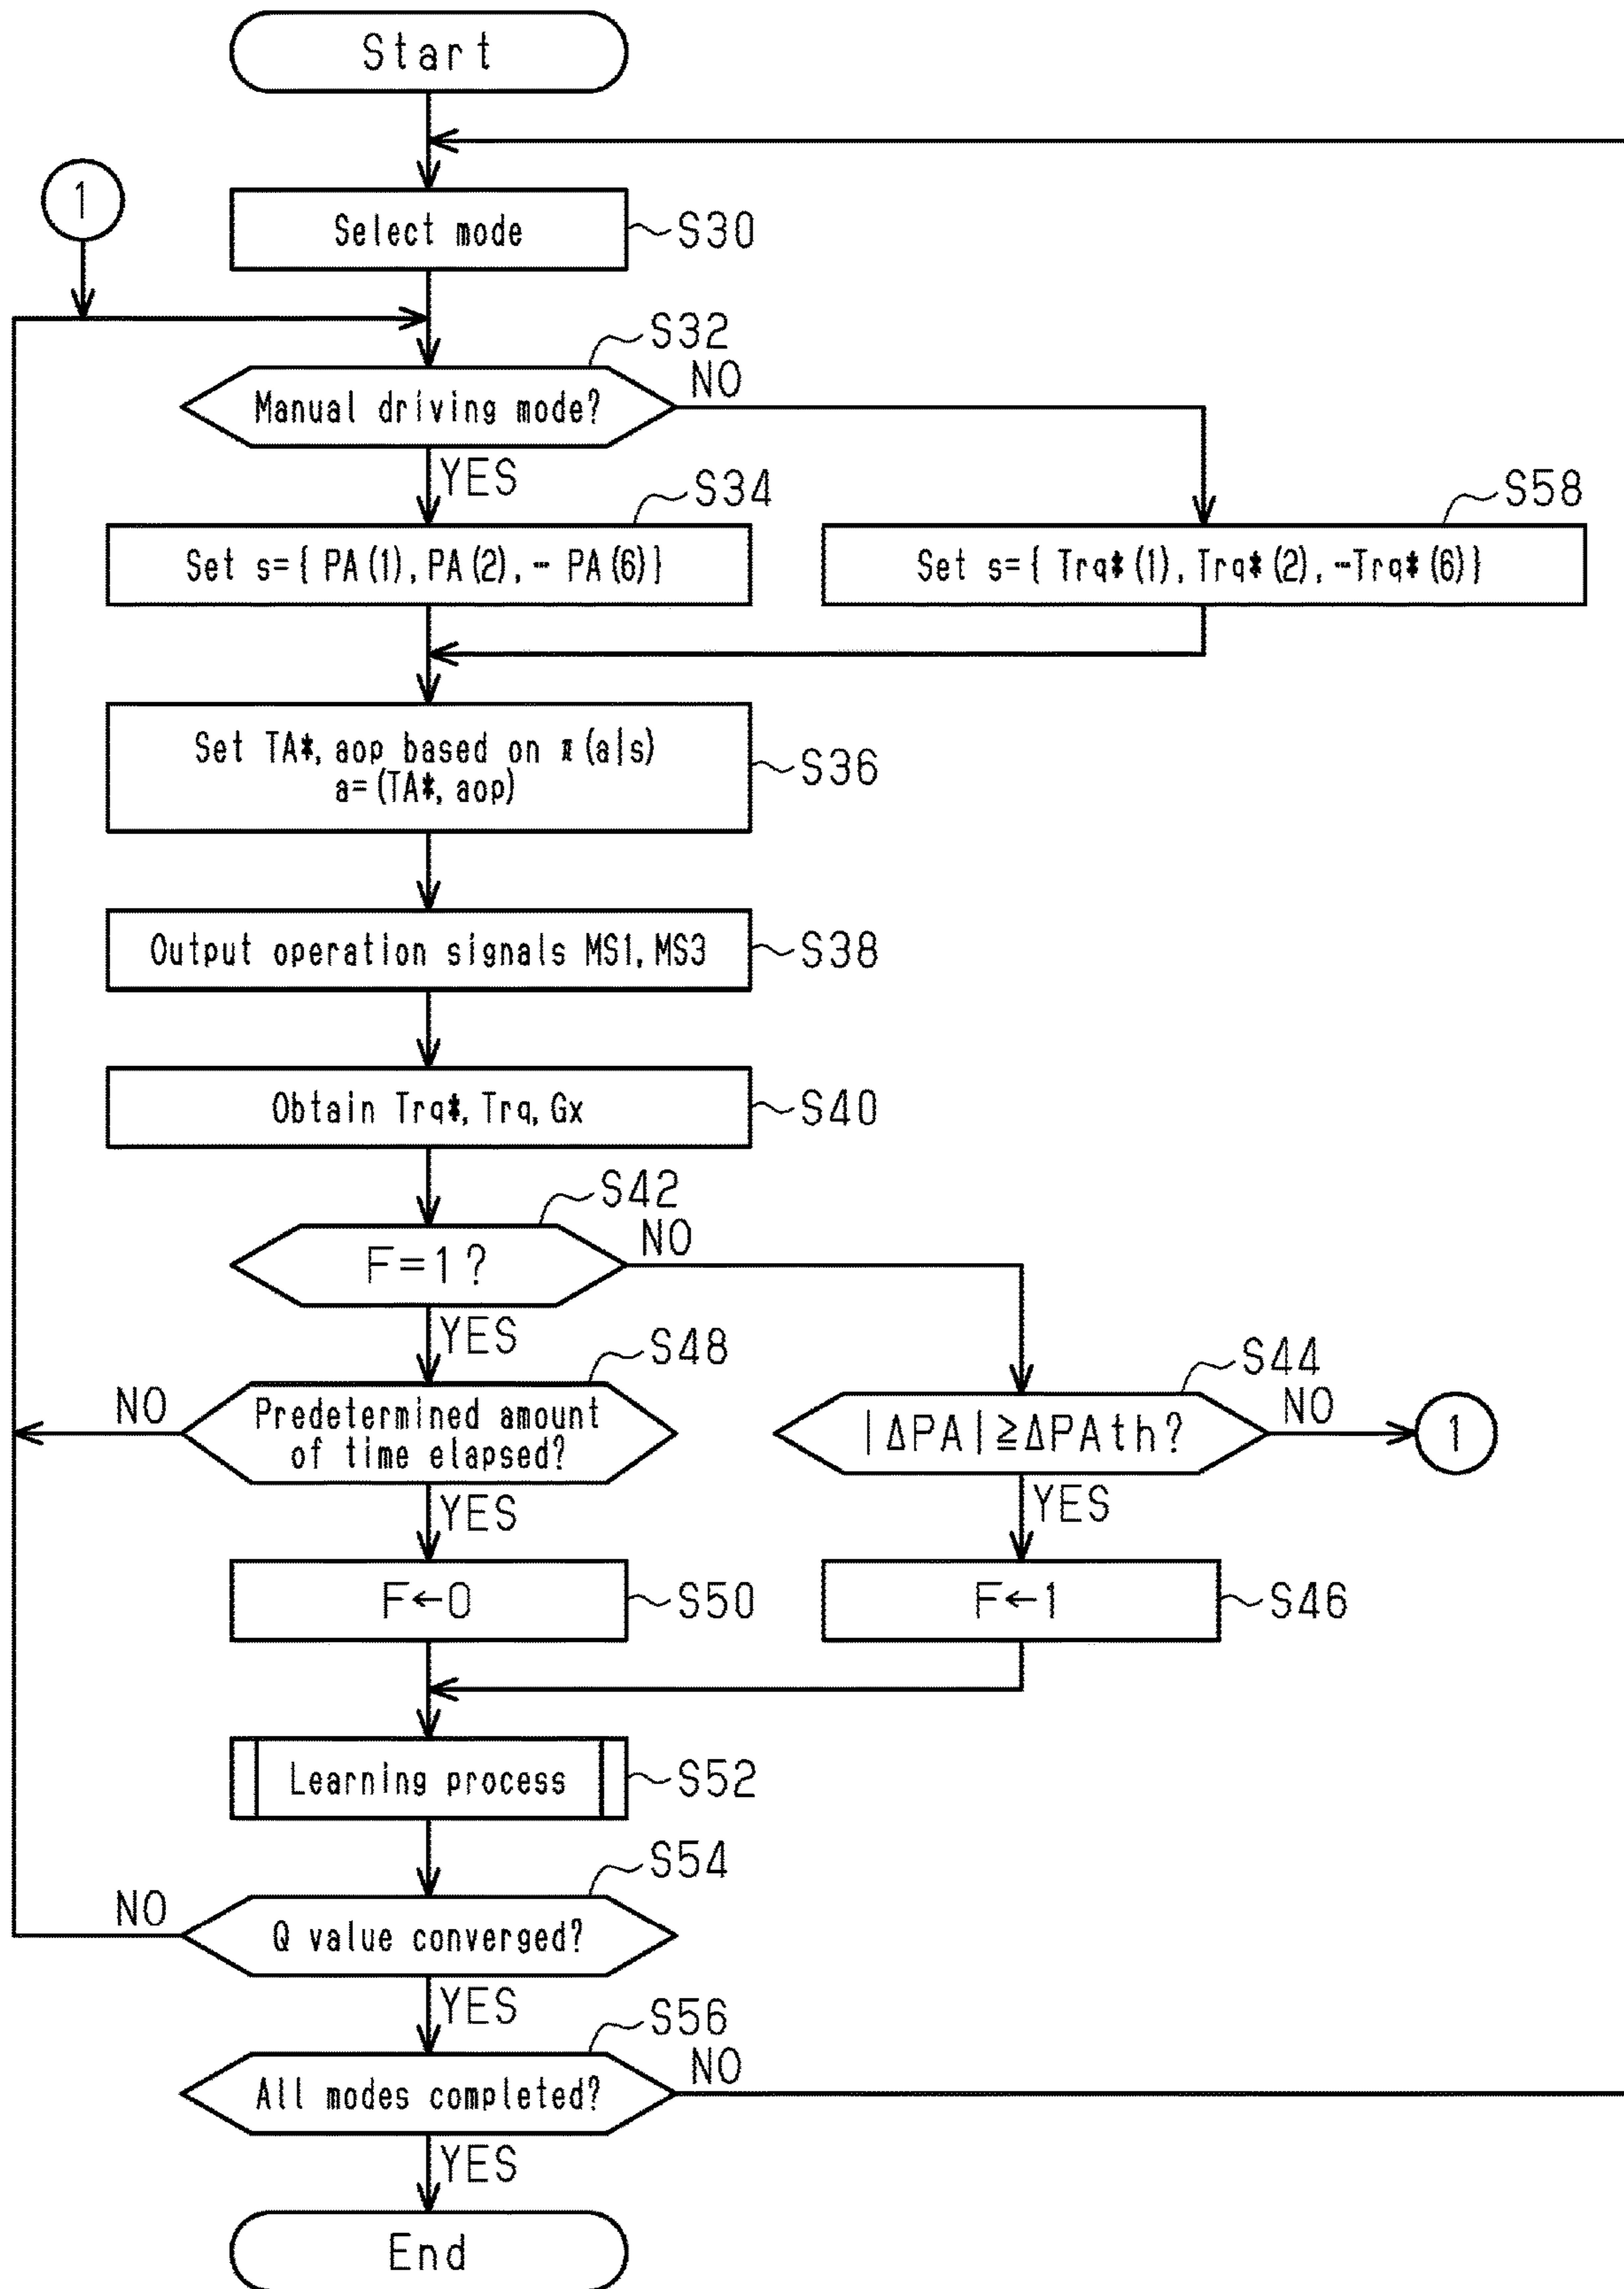 Start
1
Select mode
S30
S32
Manual driving mode?
NO
YES
S34
S58
Set s={ PA(1), PA(2), ⋯ PA(6)}
Set s={ Trq*(1), Trq*(2), ⋯Trq*(6)}
Set TA*, aop based on π(a|s)
a=(TA*, aop)
S36
Output operation signals MS1, MS3
S38
Obtain Trq*, Trq, Gx
S40
S42
F=1?
NO
YES
S48
S44
NO
Predetermined amount
of time elapsed?
|ΔPA|≧ΔPAth?
NO
1
YES
YES
F←0
S50
F←1
S46
Learning process
S52
S54
NO
Q value converged?
YES
S56
All modes completed?
NO
YES
End